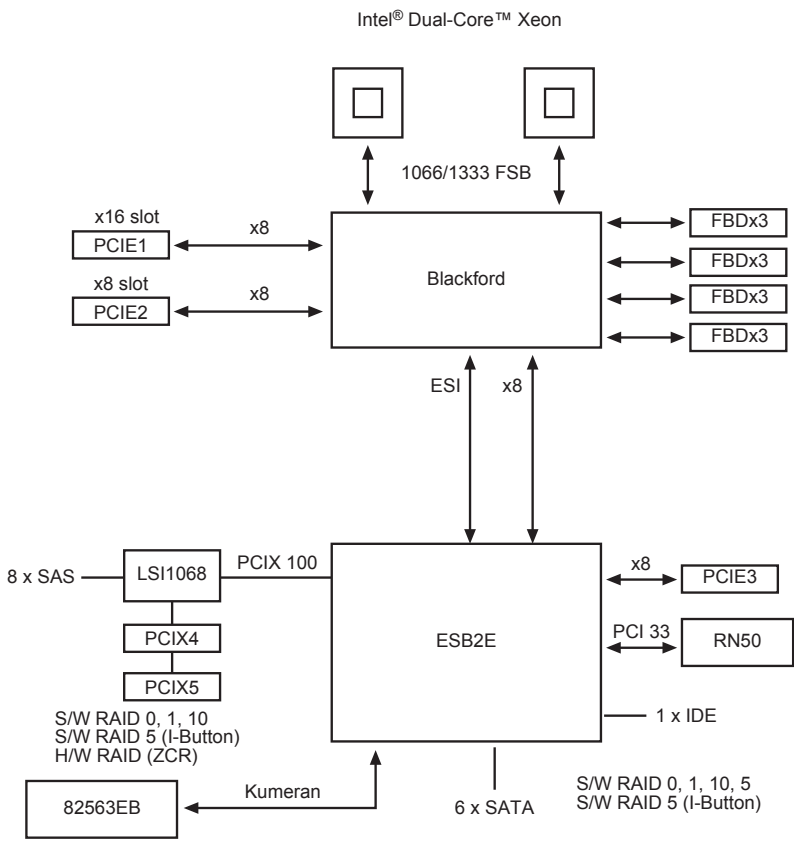 Intel® Dual-Core™ Xeon
1066/1333 FSB
x16 slot
PCIE1
x8
x8 slot
PCIE2
x8
Blackford
FBDx3
FBDx3
FBDx3
FBDx3
ESI
x8
8 x SAS
LSI1068
PCIX 100
PCIX4
PCIX5
S/W RAID 0, 1, 10
S/W RAID 5 (I-Button)
H/W RAID (ZCR)
ESB2E
x8
PCIE3
PCI 33
RN50
1 x IDE
82563EB
Kumeran
6 x SATA
S/W RAID 0, 1, 10, 5
S/W RAID 5 (I-Button)